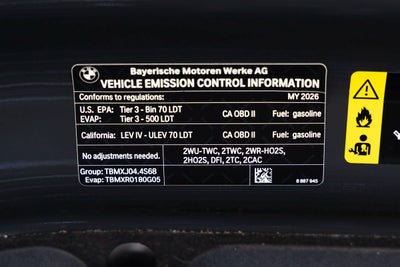 BMW
Bayerische Motoren Werke AG
VEHICLE EMISSION CONTROL INFORMATION
Conforms to regulations: MY 2026
U.S. EPA: Tier 3 - Bin 70 LDT CA OBD II Fuel: gasoline
EVAP: Tier 3 - 500 LDT
California: LEV IV - ULEV 70 LDT CA OBD II Fuel: gasoline
No adjustments needed. 2WU-TWC, 2TWC, 2WR-HO2S,
2HO2S, DFI, 2TC, 2CAC
Group: TBMXJ04.4S68
Evap: TBMXR0180G05 8 887 945